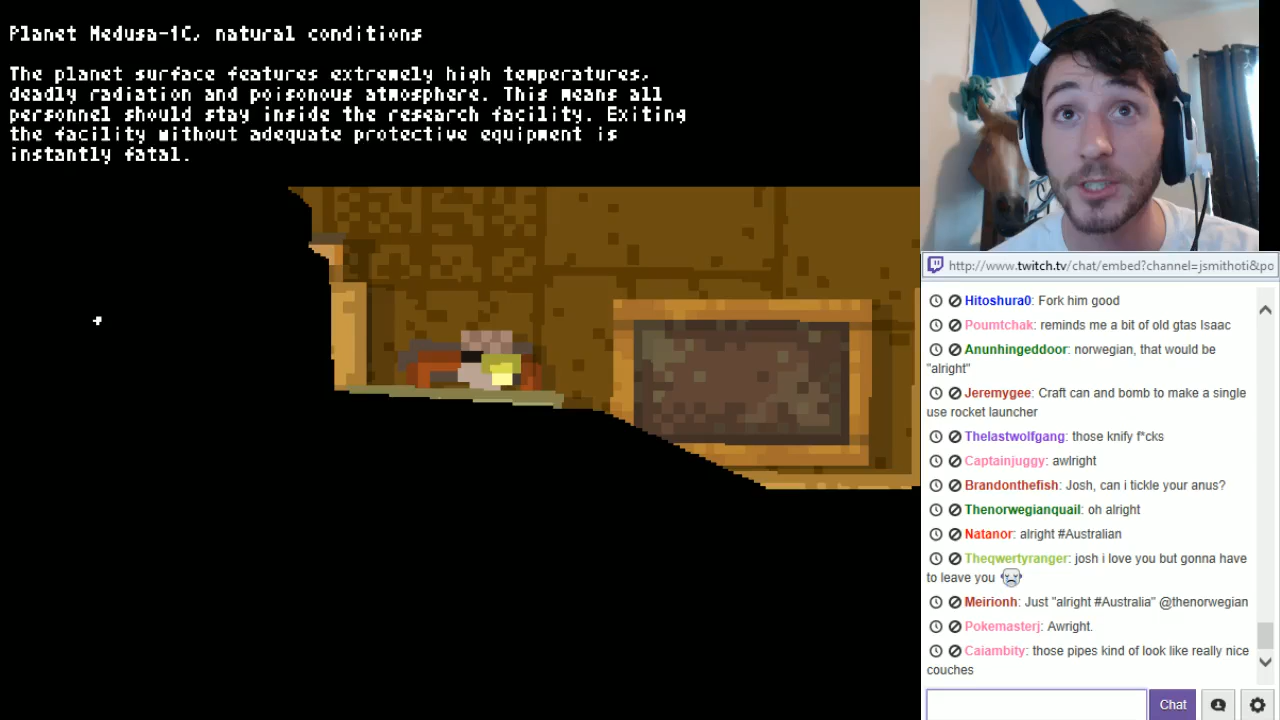 Planet Medusa-1C, natural conditions
The planet surface features extremely high temperatures,
deadly radiation and poisonous atmosphere. This means all
personnel should stay inside the research facility. Exiting
the facility without adequate protective equipment is
instantly fatal.
http://www.twitch.tv/chat/embed?channel=jsmithoti&po
Hitoshura0: Fork him good
Poumtchak: reminds me a bit of old gtas Isaac
Anunhingeddoor: norwegian, that would be
"alright"
Jeremygee: Craft can and bomb to make a single
use rocket launcher
Thelastwolfgang: those knify f*cks
Captainjuggy: awlright
Brandonthefish: Josh, can i tickle your anus?
Thenorwegianquail: oh alright
Natanor: alright #Australian
Theqwertyranger: josh i love you but gonna have
to leave you
Meirionh: Just "alright #Australia" @thenorwegian
Pokemasterj: Awright.
Caiambity: those pipes kind of look like really nice
couches
Chat